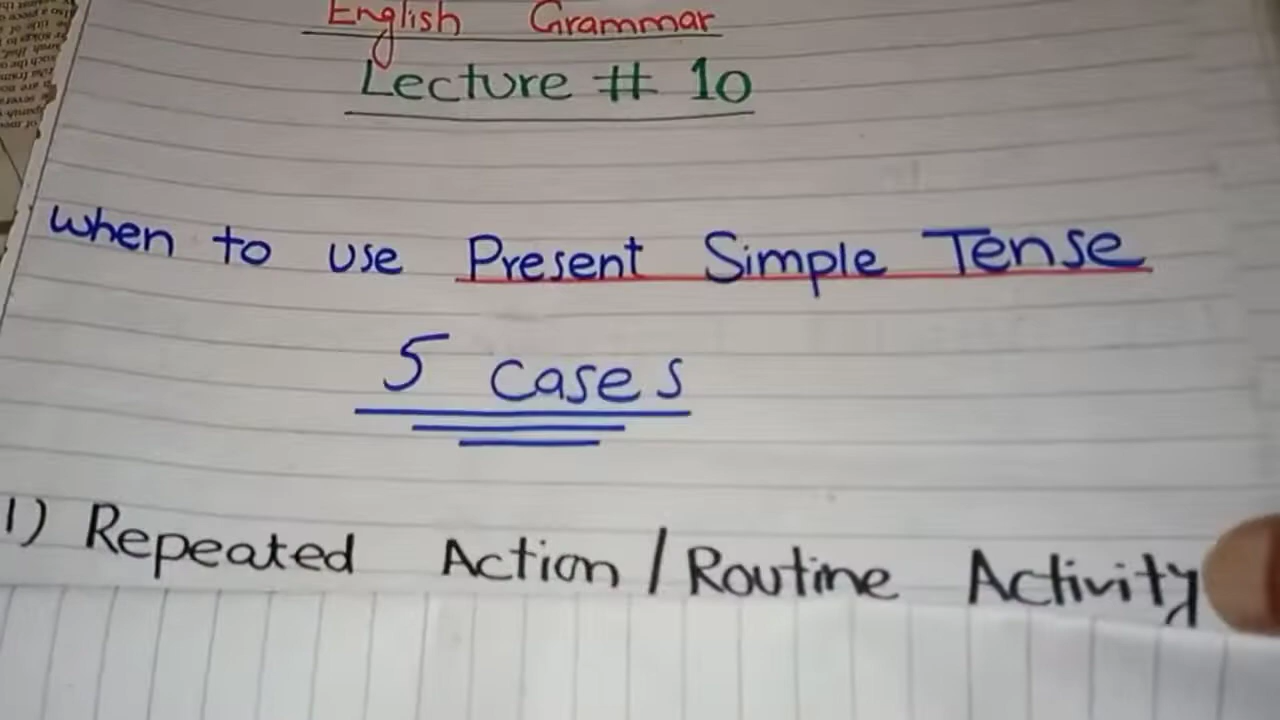 English Grammar
Lecture # 10
when to use Present Simple Tense
5 cases
1) Repeated Action / Routine Activity